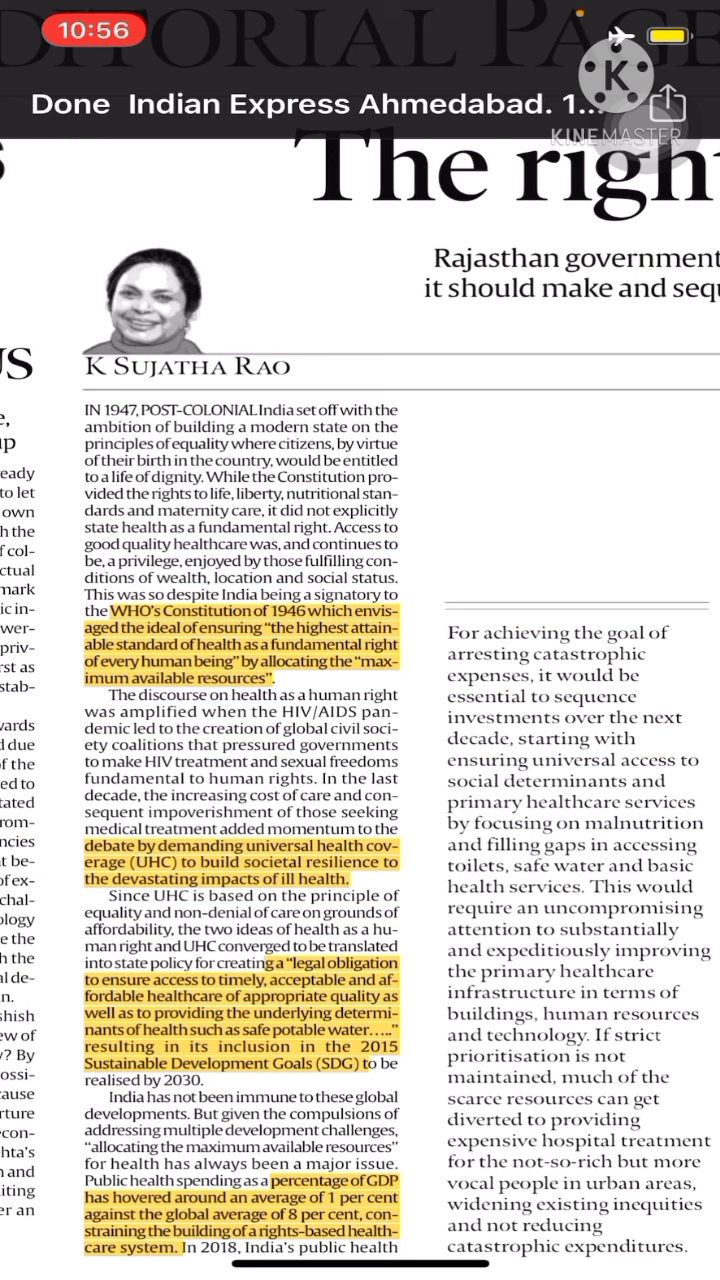 DITORIAL PAGE
10:56
Done Indian Express Ahmedabad. 1...
K
KINEMASTER
The righ
Rajasthan government
it should make and sequ
K SUJATHA RAO
IN 1947, POST-COLONIAL India set off with the
ambition of building a modern state on the
principles of equality where citizens, by virtue
of their birth in the country, would be entitled
to a life of dignity. While the Constitution pro-
vided the rights to life, liberty, nutritional stan-
dards and maternity care, it did not explicitly
state health as a fundamental right. Access to
good quality healthcare was, and continues to
be, a privilege, enjoyed by those fulfilling con-
ditions of wealth, location and social status.
This was so despite India being a signatory to
the WHO's Constitution of 1946 which envis-
aged the ideal of ensuring "the highest attain-
able standard of health as a fundamental right
of every human being" by allocating the "max-
imum available resources".
The discourse on health as a human right
was amplified when the HIV/AIDS pan-
demic led to the creation of global civil soci-
ety coalitions that pressured governments
to make HIV treatment and sexual freedoms
fundamental to human rights. In the last
decade, the increasing cost of care and con-
sequent impoverishment of those seeking
medical treatment added momentum to the
debate by demanding universal health cov-
erage (UHC) to build societal resilience to
the devastating impacts of ill health.
Since UHC is based on the principle of
equality and non-denial of care on grounds of
affordability, the two ideas of health as a hu-
man right and UHC converged to be translated
into state policy for creating a "legal obligation
to ensure access to timely, acceptable and af-
fordable healthcare of appropriate quality as
well as to providing the underlying determi-
nants of health such as safe potable water....."
resulting in its inclusion in the 2015
Sustainable Development Goals (SDG) to be
realised by 2030.
India has not been immune to these global
developments. But given the compulsions of
addressing multiple development challenges,
"allocating the maximum available resources"
for health has always been a major issue.
Public health spending as a percentage of GDP
has hovered around an average of 1 per cent
against the global average of 8 per cent, con-
straining the building of a rights-based health-
care system. In 2018, India's public health
For achieving the goal of
arresting catastrophic
expenses, it would be
essential to sequence
investments over the next
decade, starting with
ensuring universal access to
social determinants and
primary healthcare services
by focusing on malnutrition
and filling gaps in accessing
toilets, safe water and basic
health services. This would
require an uncompromising
attention to substantially
and expeditiously improving
the primary healthcare
infrastructure in terms of
buildings, human resources
and technology. If strict
prioritisation is not
maintained, much of the
scarce resources can get
diverted to providing
expensive hospital treatment
for the not-so-rich but more
vocal people in urban areas,
widening existing inequities
and not reducing
catastrophic expenditures.